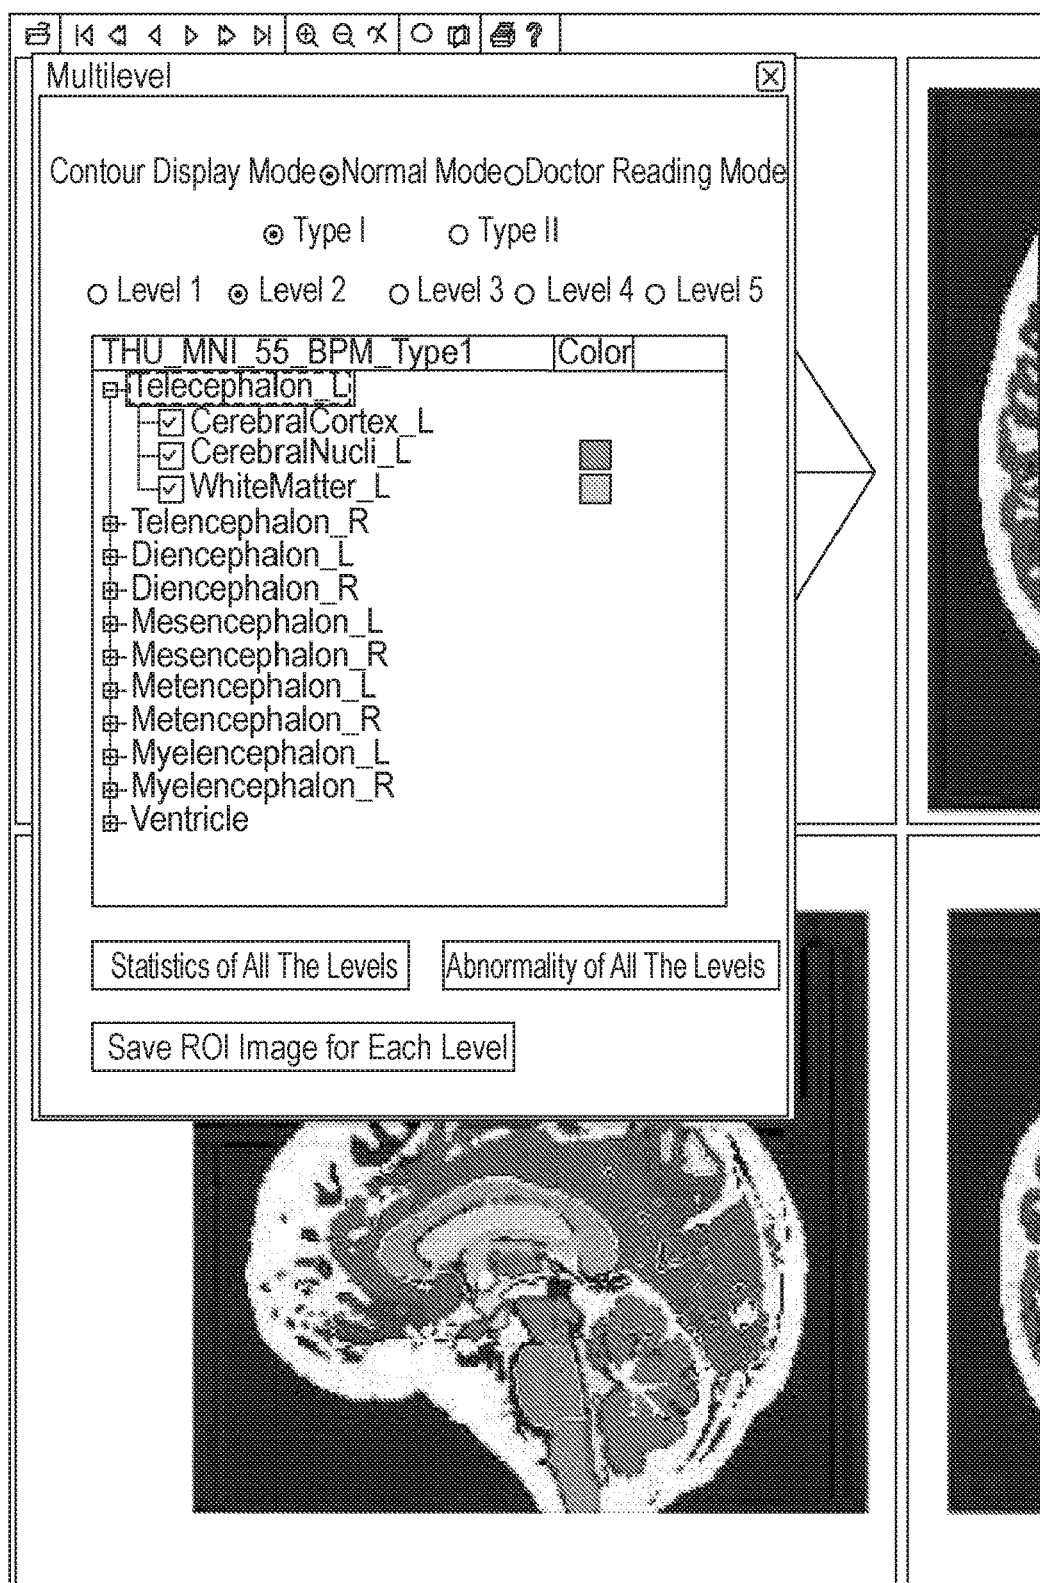 ?
Multilevel
Contour Display Mode Normal Mode Doctor Reading Mode
Type I Type II
Level 1 Level 2 Level 3 Level 4 Level 5
THU_MNI_55_BPM_Type1 Color
Telecephalon_L
CerebralCortex_L
CerebralNucli_L
WhiteMatter_L
Telencephalon_R
Diencephalon_L
Diencephalon_R
Mesencephalon_L
Mesencephalon_R
Metencephalon_L
Metencephalon_R
Myelencephalon_L
Myelencephalon_R
Ventricle
Statistics of All The Levels Abnormality of All The Levels
Save ROI Image for Each Level